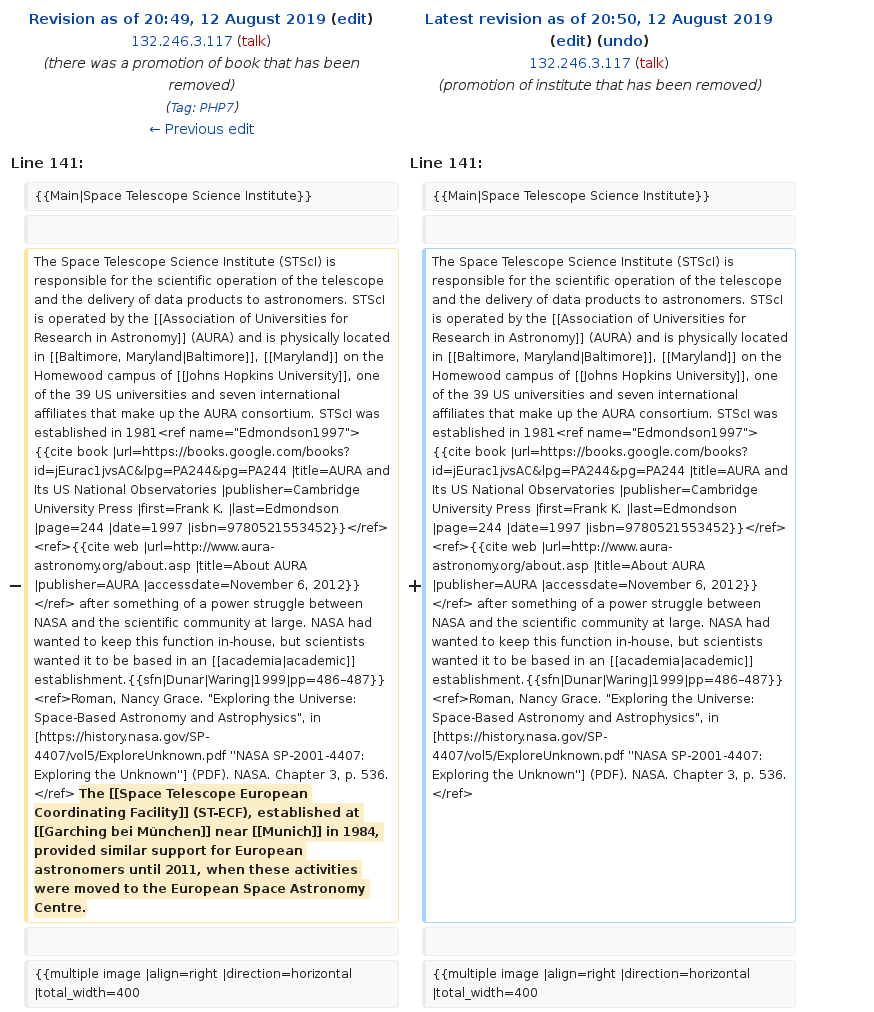 Revision as of 20:49, 12 August 2019 (edit)
132.246.3.117 (talk)
(there was a promotion of book that has been
removed)
(Tag: PHP7)
← Previous edit
Latest revision as of 20:50, 12 August 2019
(edit) (undo)
132.246.3.117 (talk)
(promotion of institute that has been removed)
Line 141:
Line 141:
{{Main|Space Telescope Science Institute}}
{{Main|Space Telescope Science Institute}}
−
The Space Telescope Science Institute (STScI) is
responsible for the scientific operation of the telescope
and the delivery of data products to astronomers. STScI
is operated by the [[Association of Universities for
Research in Astronomy]] (AURA) and is physically located
in [[Baltimore, Maryland|Baltimore]], [[Maryland]] on the
Homewood campus of [[Johns Hopkins University]], one
of the 39 US universities and seven international
affiliates that make up the AURA consortium. STScI was
established in 1981<ref name="Edmondson1997">
{{cite book |url=https://books.google.com/books?
id=jEurac1jvsAC&lpg=PA244&pg=PA244 |title=AURA and
Its US National Observatories |publisher=Cambridge
University Press |first=Frank K. |last=Edmondson
|page=244 |date=1997 |isbn=9780521553452}}</ref>
<ref>{{cite web |url=http://www.aura-
astronomy.org/about.asp |title=About AURA
|publisher=AURA |accessdate=November 6, 2012}}
</ref> after something of a power struggle between
NASA and the scientific community at large. NASA had
wanted to keep this function in-house, but scientists
wanted it to be based in an [[academia|academic]]
establishment.{{sfn|Dunar|Waring|1999|pp=486–487}}
<ref>Roman, Nancy Grace. "Exploring the Universe:
Space-Based Astronomy and Astrophysics", in
[https://history.nasa.gov/SP-
4407/vol5/ExploreUnknown.pdf ''NASA SP-2001-4407:
Exploring the Unknown''] (PDF). NASA. Chapter 3, p. 536.
</ref> The [[Space Telescope European
Coordinating Facility]] (ST-ECF), established at
[[Garching bei München]] near [[Munich]] in 1984,
provided similar support for European
astronomers until 2011, when these activities
were moved to the European Space Astronomy
Centre.
+
The Space Telescope Science Institute (STScI) is
responsible for the scientific operation of the telescope
and the delivery of data products to astronomers. STScI
is operated by the [[Association of Universities for
Research in Astronomy]] (AURA) and is physically located
in [[Baltimore, Maryland|Baltimore]], [[Maryland]] on the
Homewood campus of [[Johns Hopkins University]], one
of the 39 US universities and seven international
affiliates that make up the AURA consortium. STScI was
established in 1981<ref name="Edmondson1997">
{{cite book |url=https://books.google.com/books?
id=jEurac1jvsAC&lpg=PA244&pg=PA244 |title=AURA and
Its US National Observatories |publisher=Cambridge
University Press |first=Frank K. |last=Edmondson
|page=244 |date=1997 |isbn=9780521553452}}</ref>
<ref>{{cite web |url=http://www.aura-
astronomy.org/about.asp |title=About AURA
|publisher=AURA |accessdate=November 6, 2012}}
</ref> after something of a power struggle between
NASA and the scientific community at large. NASA had
wanted to keep this function in-house, but scientists
wanted it to be based in an [[academia|academic]]
establishment.{{sfn|Dunar|Waring|1999|pp=486–487}}
<ref>Roman, Nancy Grace. "Exploring the Universe:
Space-Based Astronomy and Astrophysics", in
[https://history.nasa.gov/SP-
4407/vol5/ExploreUnknown.pdf ''NASA SP-2001-4407:
Exploring the Unknown''] (PDF). NASA. Chapter 3, p. 536.
</ref>
{{multiple image |align=right |direction=horizontal
|total_width=400
{{multiple image |align=right |direction=horizontal
|total_width=400